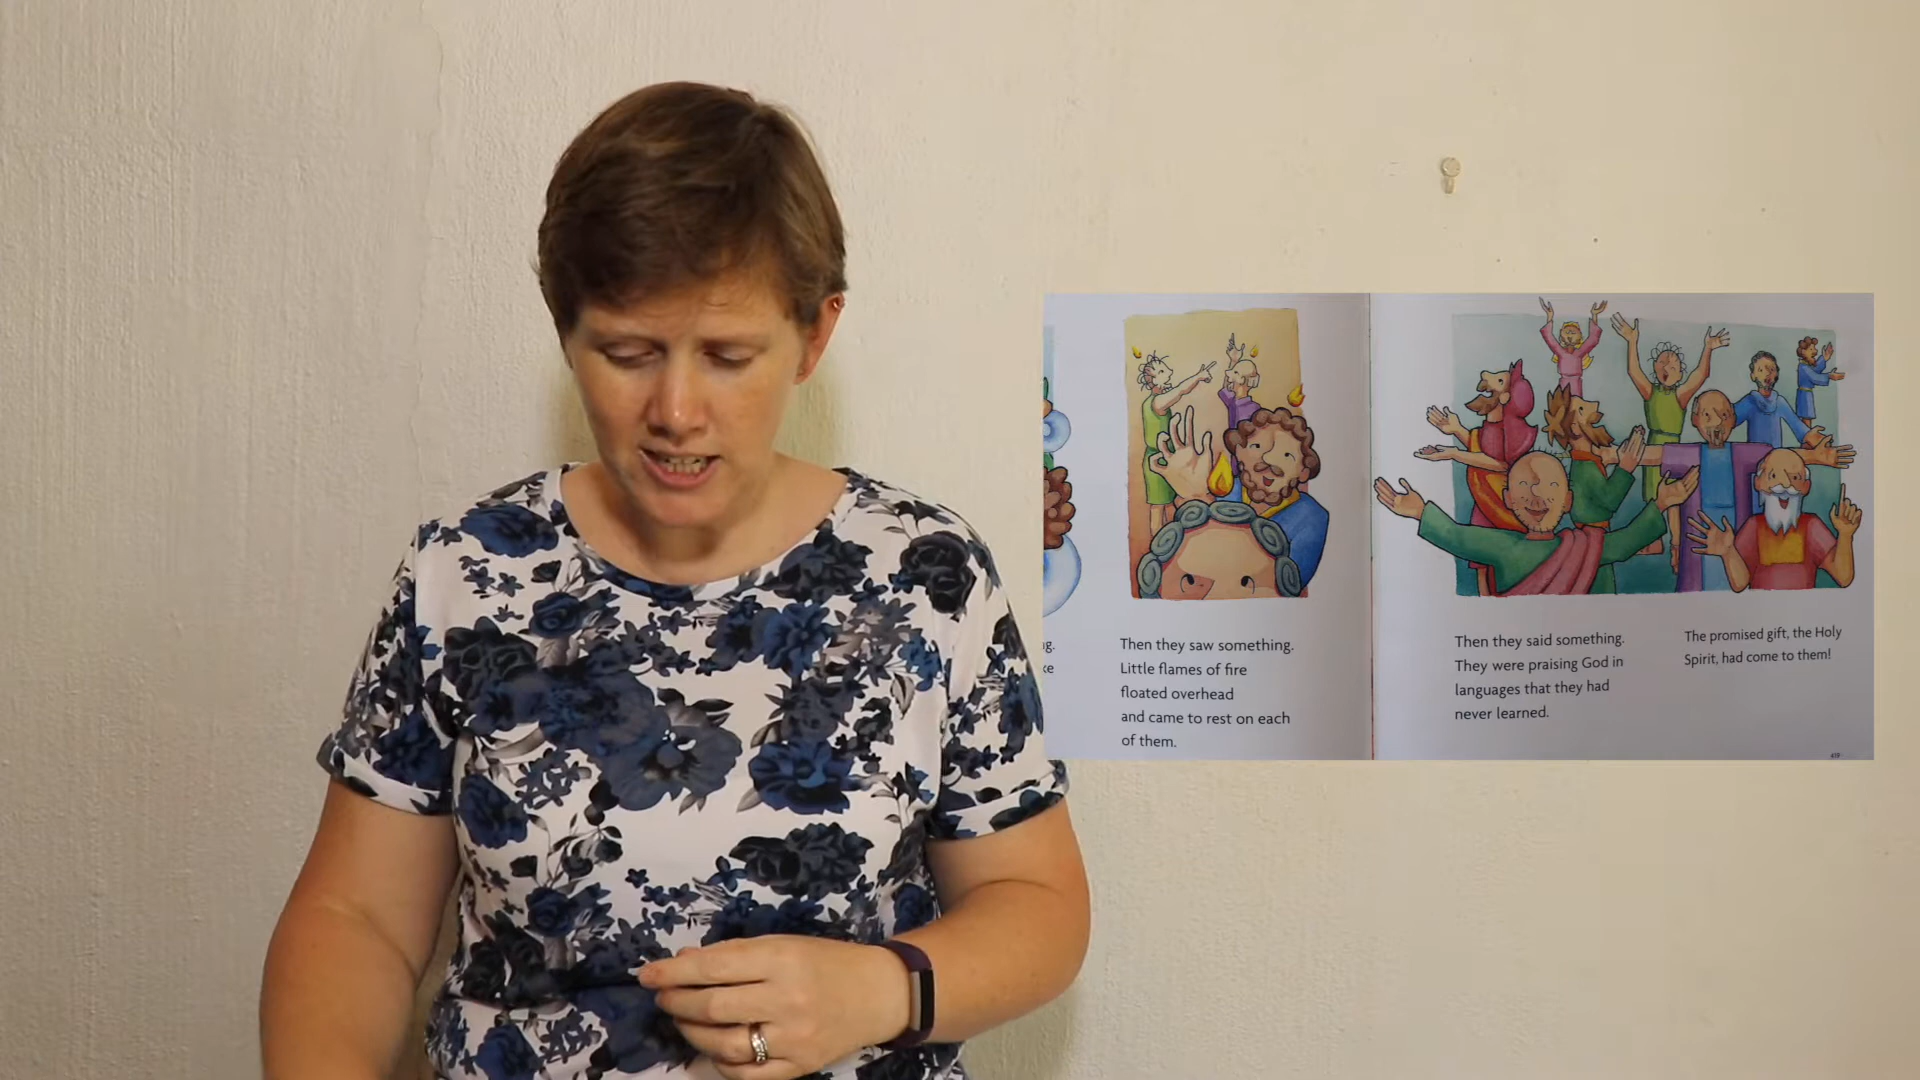 Then they saw something.
Little flames of fire
floated overhead
and came to rest on each
of them.
Then they said something.
They were praising God in
languages that they had
never learned.
The promised gift, the Holy
Spirit, had come to them!